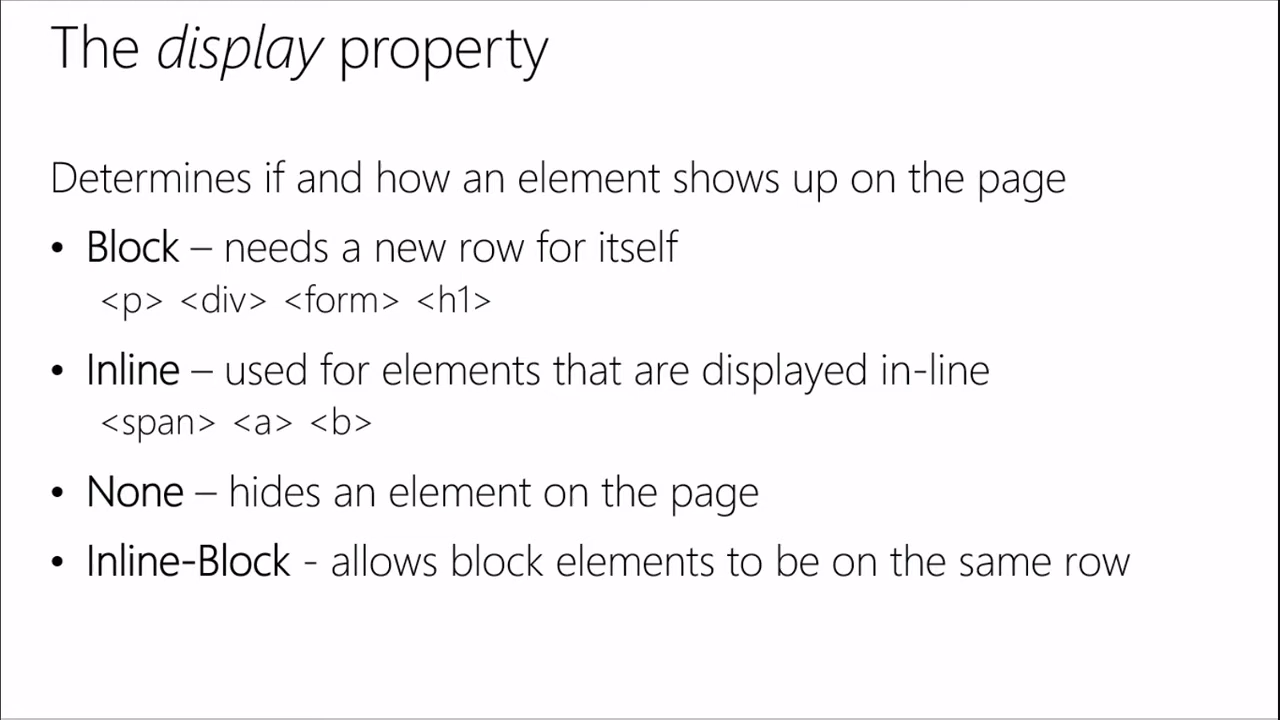 The display property
Determines if and how an element shows up on the page
• Block – needs a new row for itself
<p> <div> <form> <h1>
• Inline – used for elements that are displayed in-line
<span> <a> <b>
• None – hides an element on the page
• Inline-Block - allows block elements to be on the same row